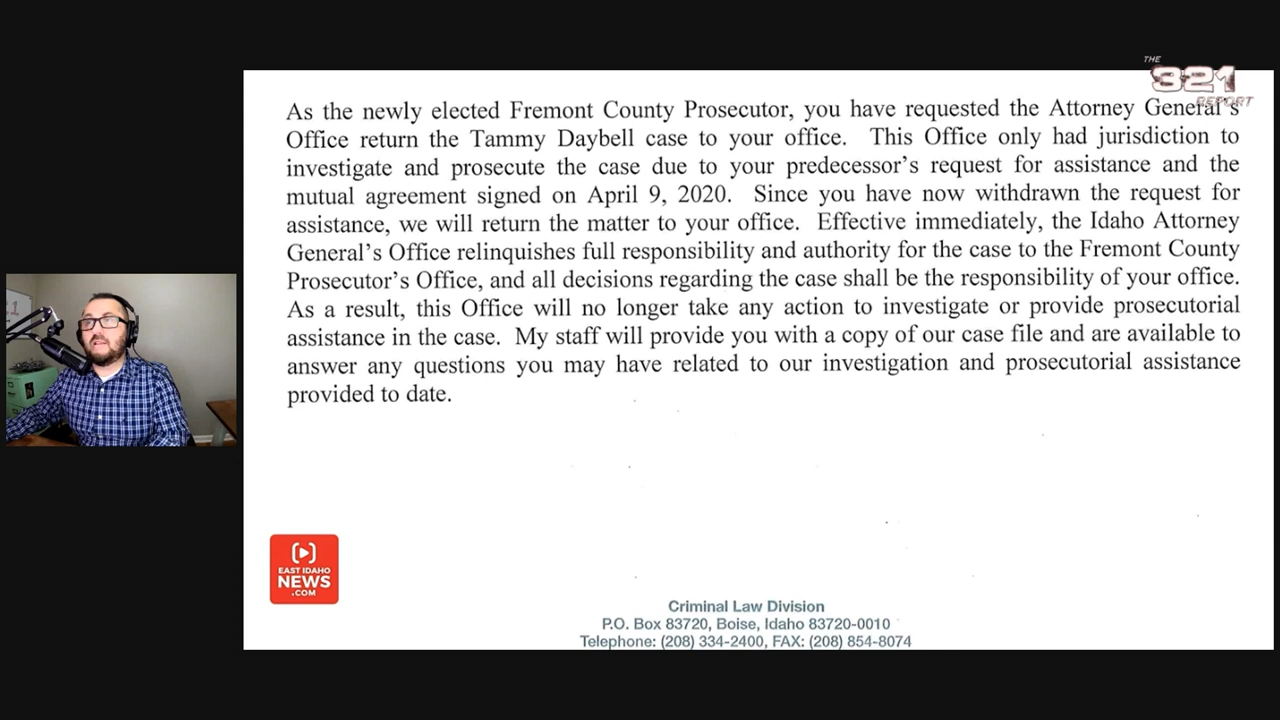 THE
321
REPORT
As the newly elected Fremont County Prosecutor, you have requested the Attorney General's
Office return the Tammy Daybell case to your office. This Office only had jurisdiction to
investigate and prosecute the case due to your predecessor's request for assistance and the
mutual agreement signed on April 9, 2020. Since you have now withdrawn the request for
assistance, we will return the matter to your office. Effective immediately, the Idaho Attorney
General's Office relinquishes full responsibility and authority for the case to the Fremont County
Prosecutor's Office, and all decisions regarding the case shall be the responsibility of your office.
As a result, this Office will no longer take any action to investigate or provide prosecutorial
assistance in the case. My staff will provide you with a copy of our case file and are available to
answer any questions you may have related to our investigation and prosecutorial assistance
provided to date.
EAST IDAHO
NEWS
.COM
Criminal Law Division
P.O. Box 83720, Boise, Idaho 83720-0010
Telephone: (208) 334-2400, FAX: (208) 854-8074